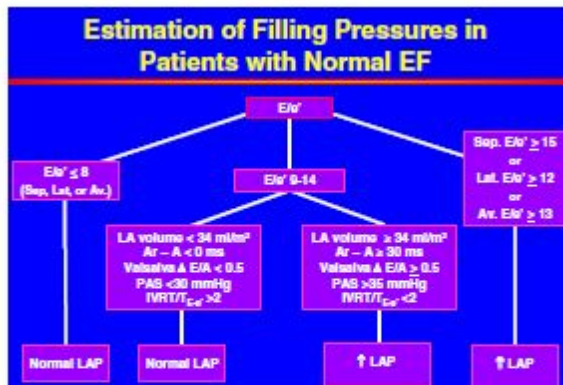 Estimation of Filling Pressures in
Patients with Normal EF
E/e'
E/e' ≤ 8
(Sep, Lat, or Av.)
E/e' 9-14
Sep. E/e' ≥ 15
or
Lat. E/e' ≥ 12
or
Av. E/e' ≥ 13
LA volume < 34 ml/m²
Ar – A < 0 ms
Valsalva Δ E/A < 0.5
PAS <30 mmHg
IVRT/T_E-e' >2
LA volume ≥ 34 ml/m²
Ar – A ≥ 30 ms
Valsalva Δ E/A ≥ 0.5
PAS >35 mmHg
IVRT/T_E-e' <2
Normal LAP
Normal LAP
↑ LAP
↑ LAP